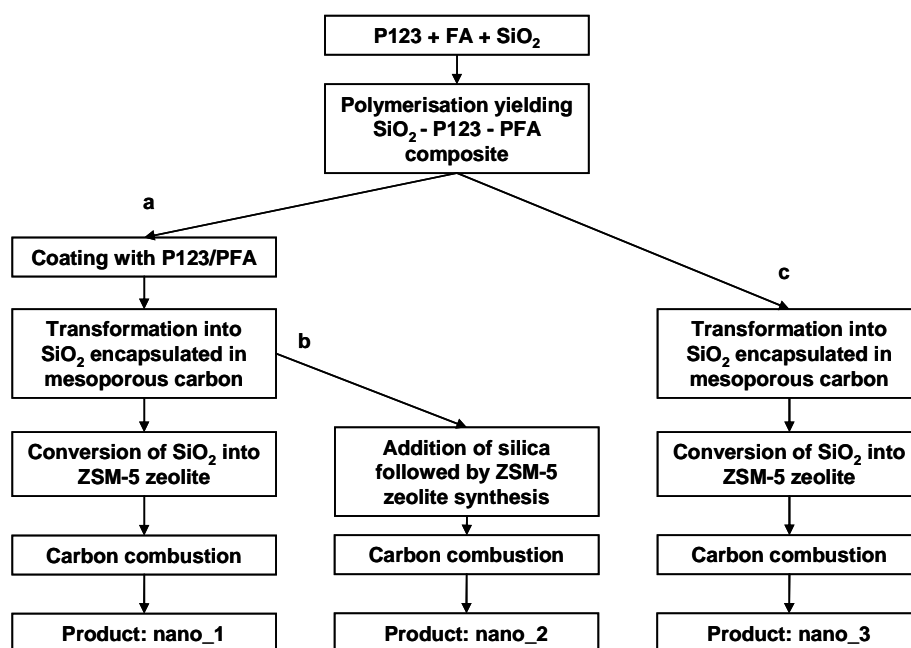 P123 + FA + SiO₂
Polymerisation yielding
SiO₂ - P123 - PFA
composite
a
c
Coating with P123/PFA
Transformation into
SiO₂ encapsulated in
mesoporous carbon
b
Transformation into
SiO₂ encapsulated in
mesoporous carbon
Conversion of SiO₂ into
ZSM-5 zeolite
Addition of silica
followed by ZSM-5
zeolite synthesis
Conversion of SiO₂ into
ZSM-5 zeolite
Carbon combustion
Carbon combustion
Carbon combustion
Product: nano_1
Product: nano_2
Product: nano_3